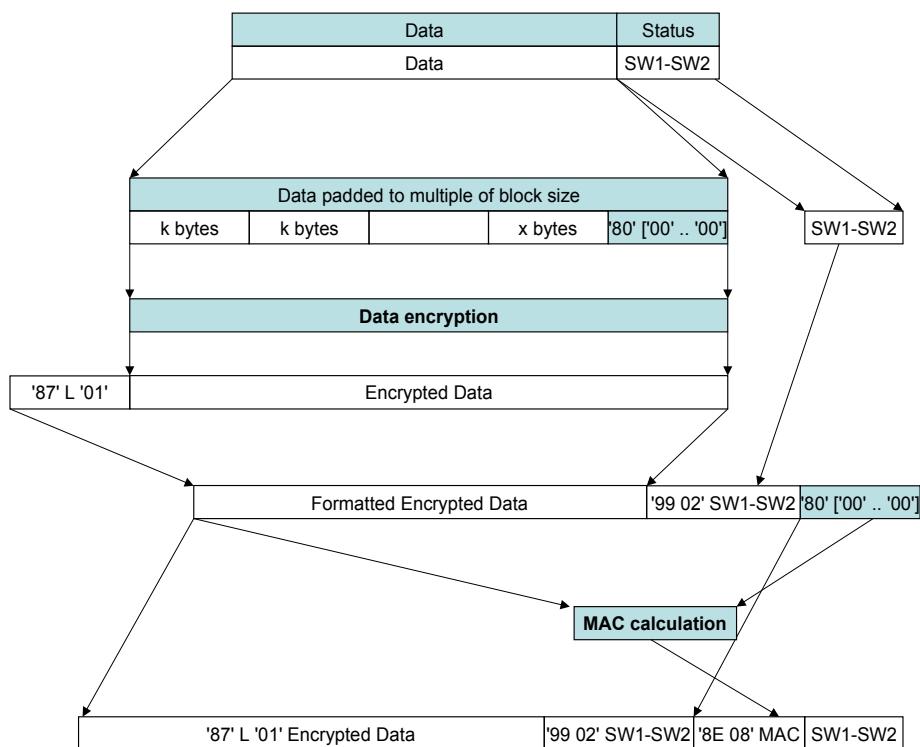 Data Status
Data SW1-SW2
Data padded to multiple of block size
k bytes k bytes x bytes '80' ['00' .. '00'] SW1-SW2
Data encryption
'87' L '01' Encrypted Data
Formatted Encrypted Data '99 02' SW1-SW2 '80' ['00' .. '00']
MAC calculation
'87' L '01' Encrypted Data '99 02' SW1-SW2 '8E 08' MAC SW1-SW2